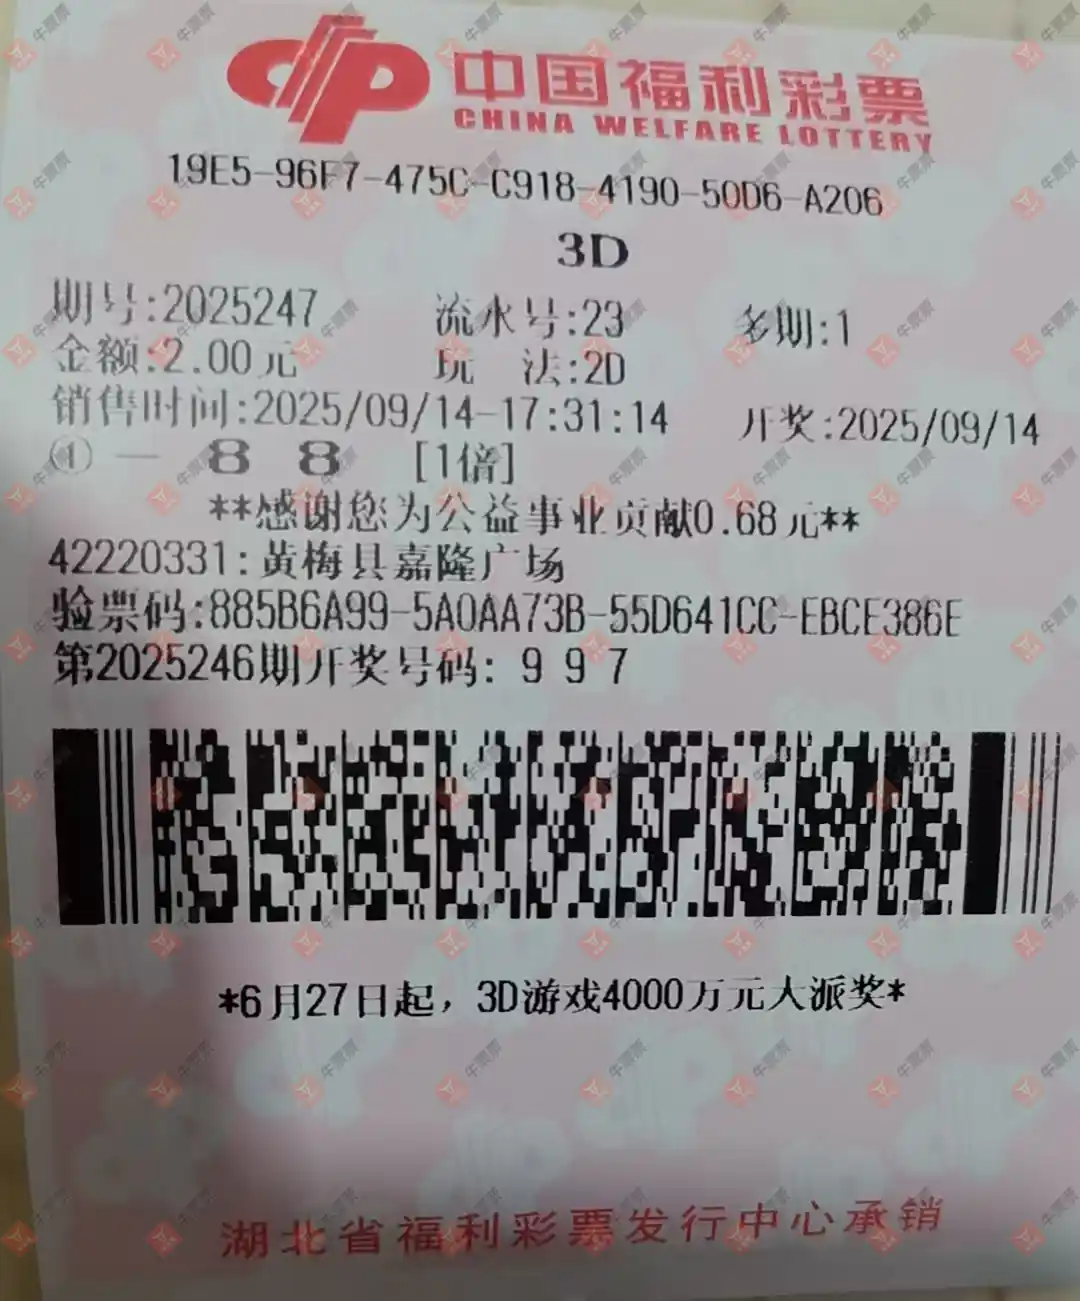 中国福利彩票
CHINA WELFARE LOTTERY
19E5-96F7-475C-C918-4190-50D6-A206
3D
期号:2025247 流水号:23 多期:1
金额:2.00元 玩 法:2D
销售时间:2025/09/14-17:31:14 开奖:2025/09/14
④ — 8 8 [1倍]
**感谢您为公益事业贡献0.68元**
42220331:黄梅县嘉隆广场
验票码:885B6A99-5A0AA73B-55D641CC-EBCE386E
第2025246期开奖号码: 9 9 7
*6月27日起，3D游戏4000万元大派奖*
湖北省福利彩票发行中心承销